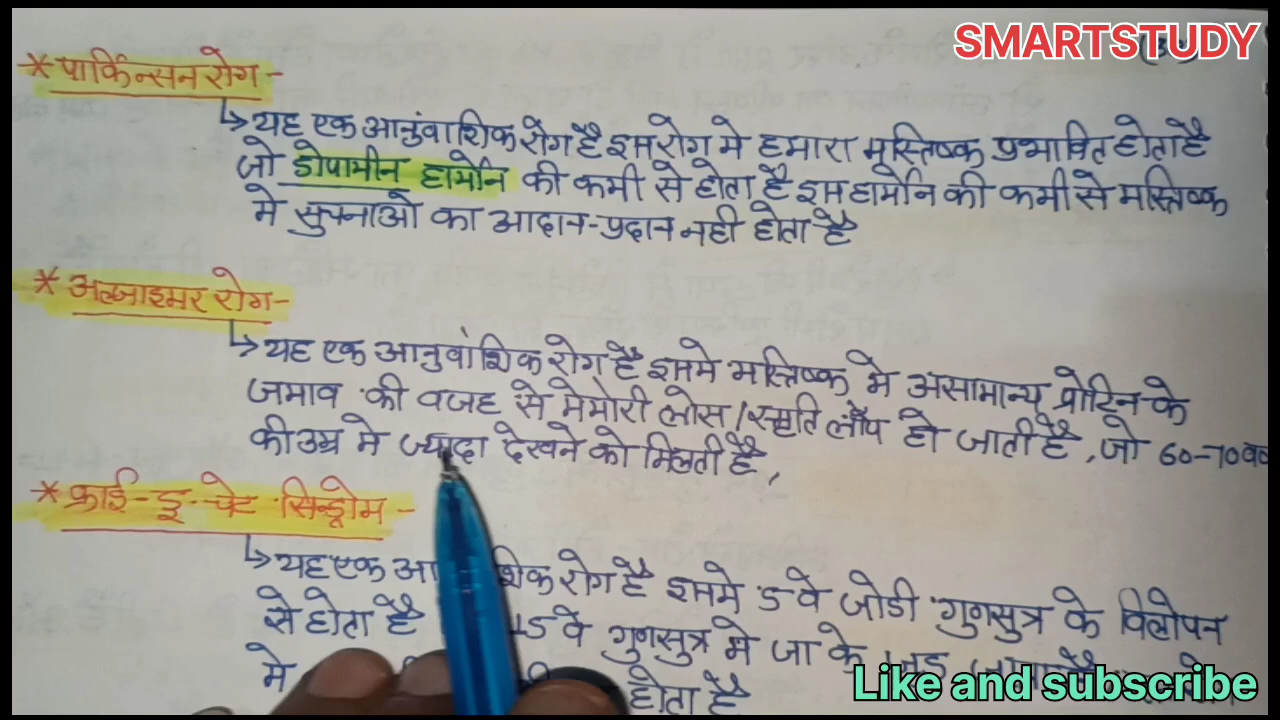 SMARTSTUDY
* पार्किन्सन रोग -
↳ यह एक आनुंवाशिक रोग है इस रोग मे हमारा मस्तिष्क प्रभावित होता है
जो डोपामीन हार्मोन की कमी से होता है इस हार्मोन की कमी से मस्तिष्क
मे सुचनाओ का आदान-प्रदान नही होता है
* अल्जाइमर रोग -
↳ यह एक आनुवांशिक रोग है इसमे मस्तिष्क मे असामान्य प्रोटिन के
जमाव की वजह से मेमोरी लोस / स्मृति लोप हो जाती है , जो 60-70 वर्ष
की उम्र मे ज्यादा देखने को मिलती है ,
* क्राई - डू - चेट सिन्ड्रोम -
↳ यह एक आ शिक रोग है इसमे 5 वे जोडी गुणसुत्र के विलोपन
से होता है 15 वे गुणसुत्र मे जा के जुड़
मे होता है
Like and subscribe